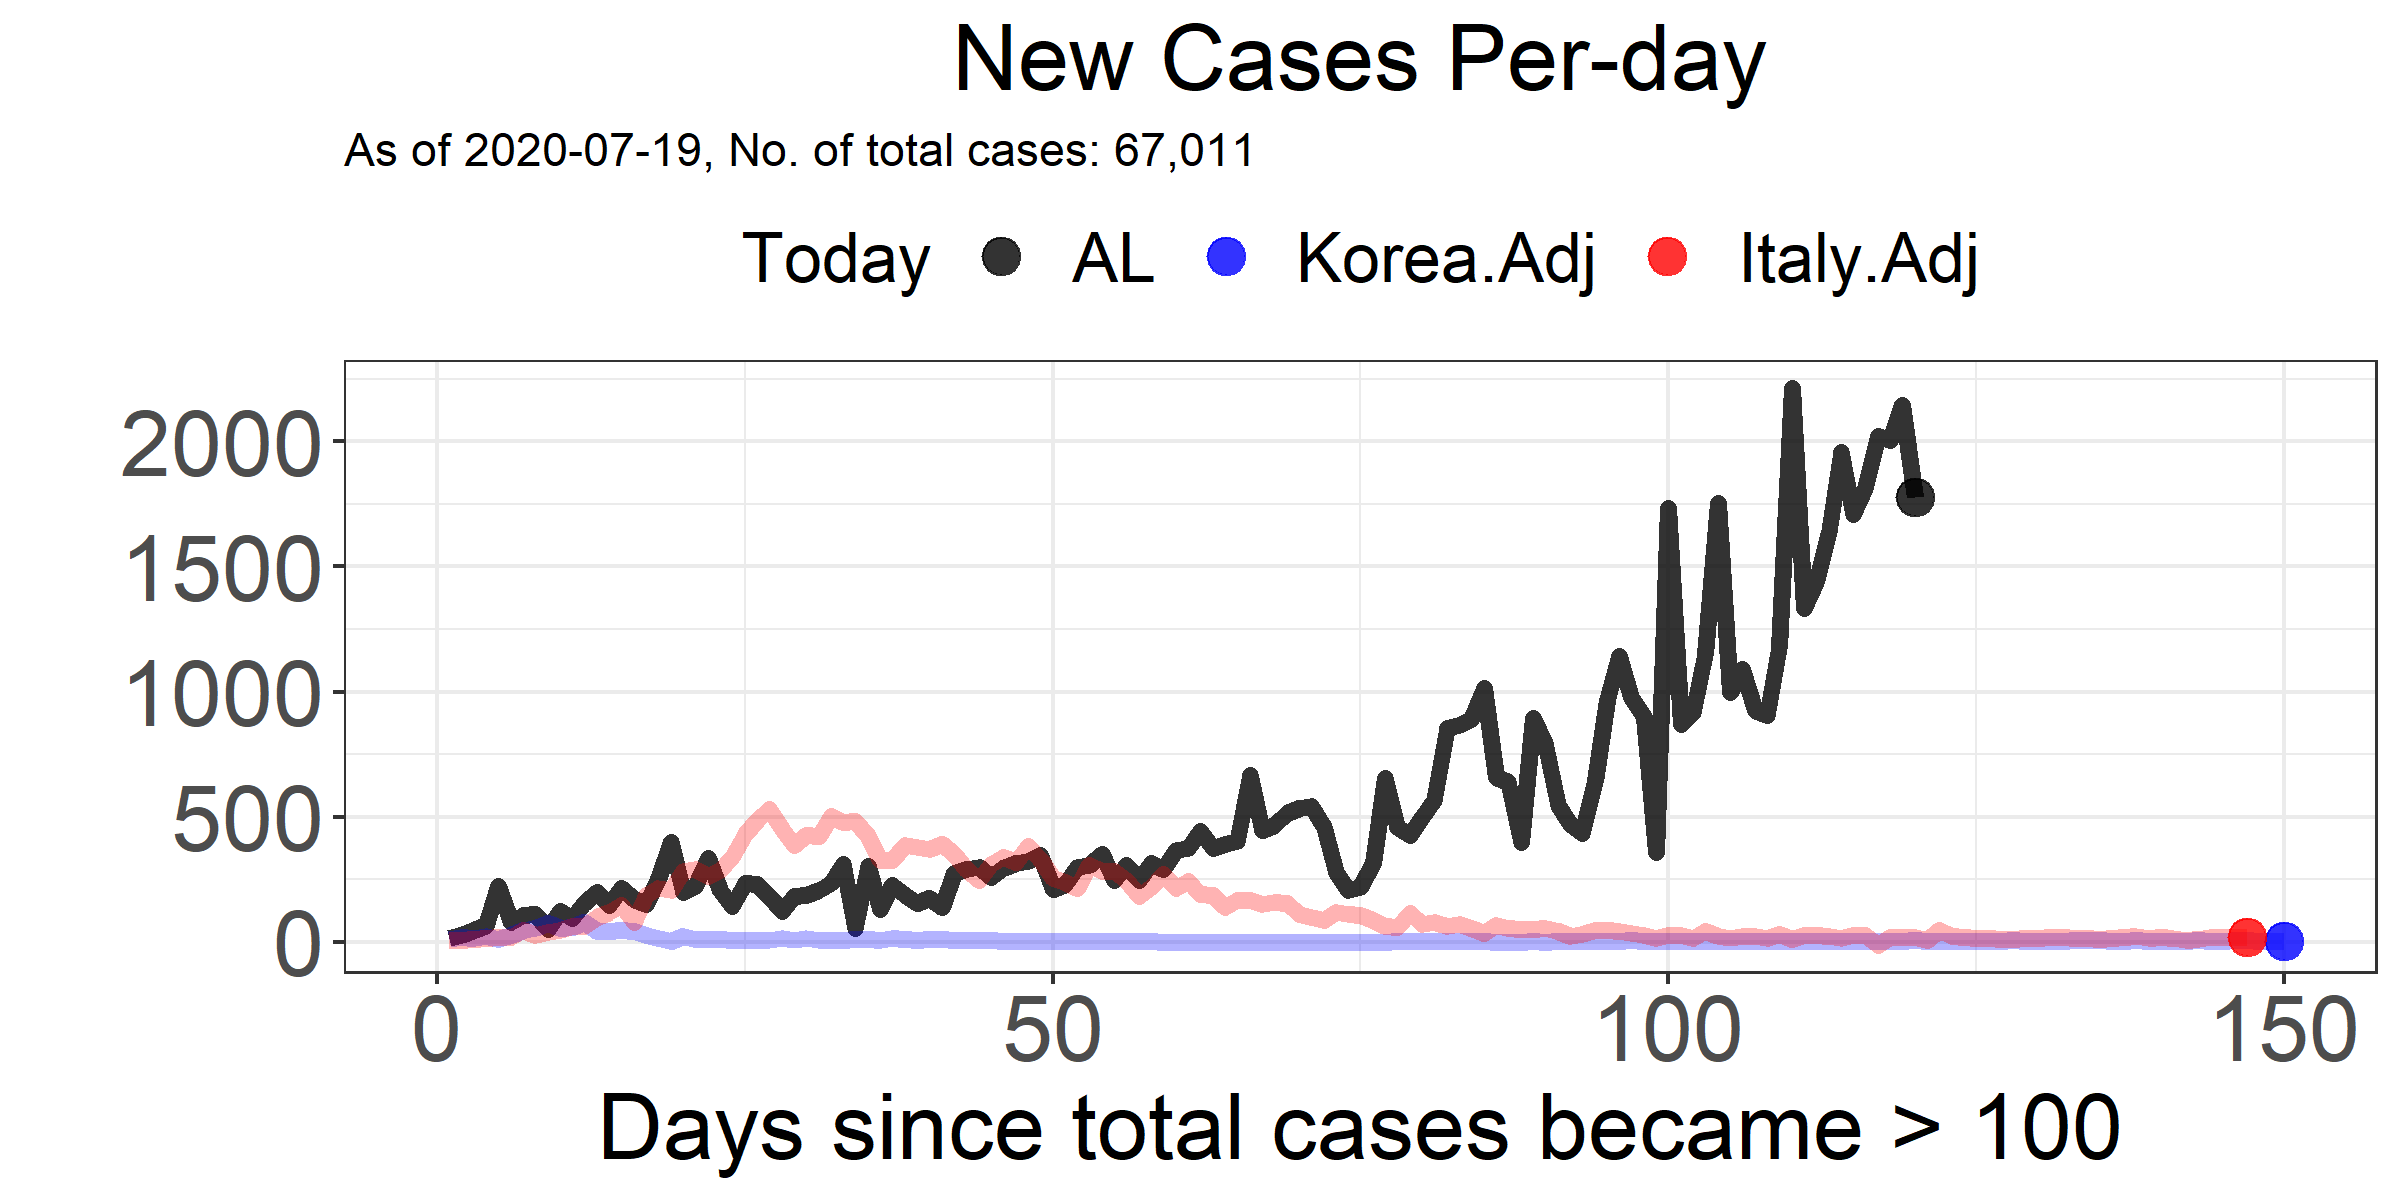 New Cases Per-day
As of 2020-07-19, No. of total cases: 67,011
Today AL Korea.Adj Italy.Adj
2000
1500
1000
500
0
0 50 100 150
Days since total cases became > 100